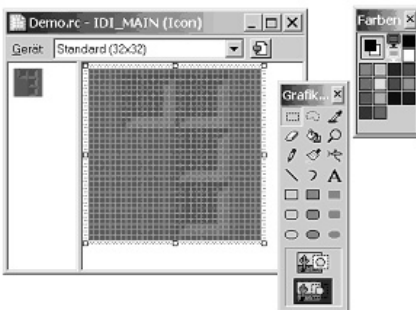 Demo.rc - IDI_MAIN (Icon)
Gerät: Standard (32x32)
Farben
Grafik...
A